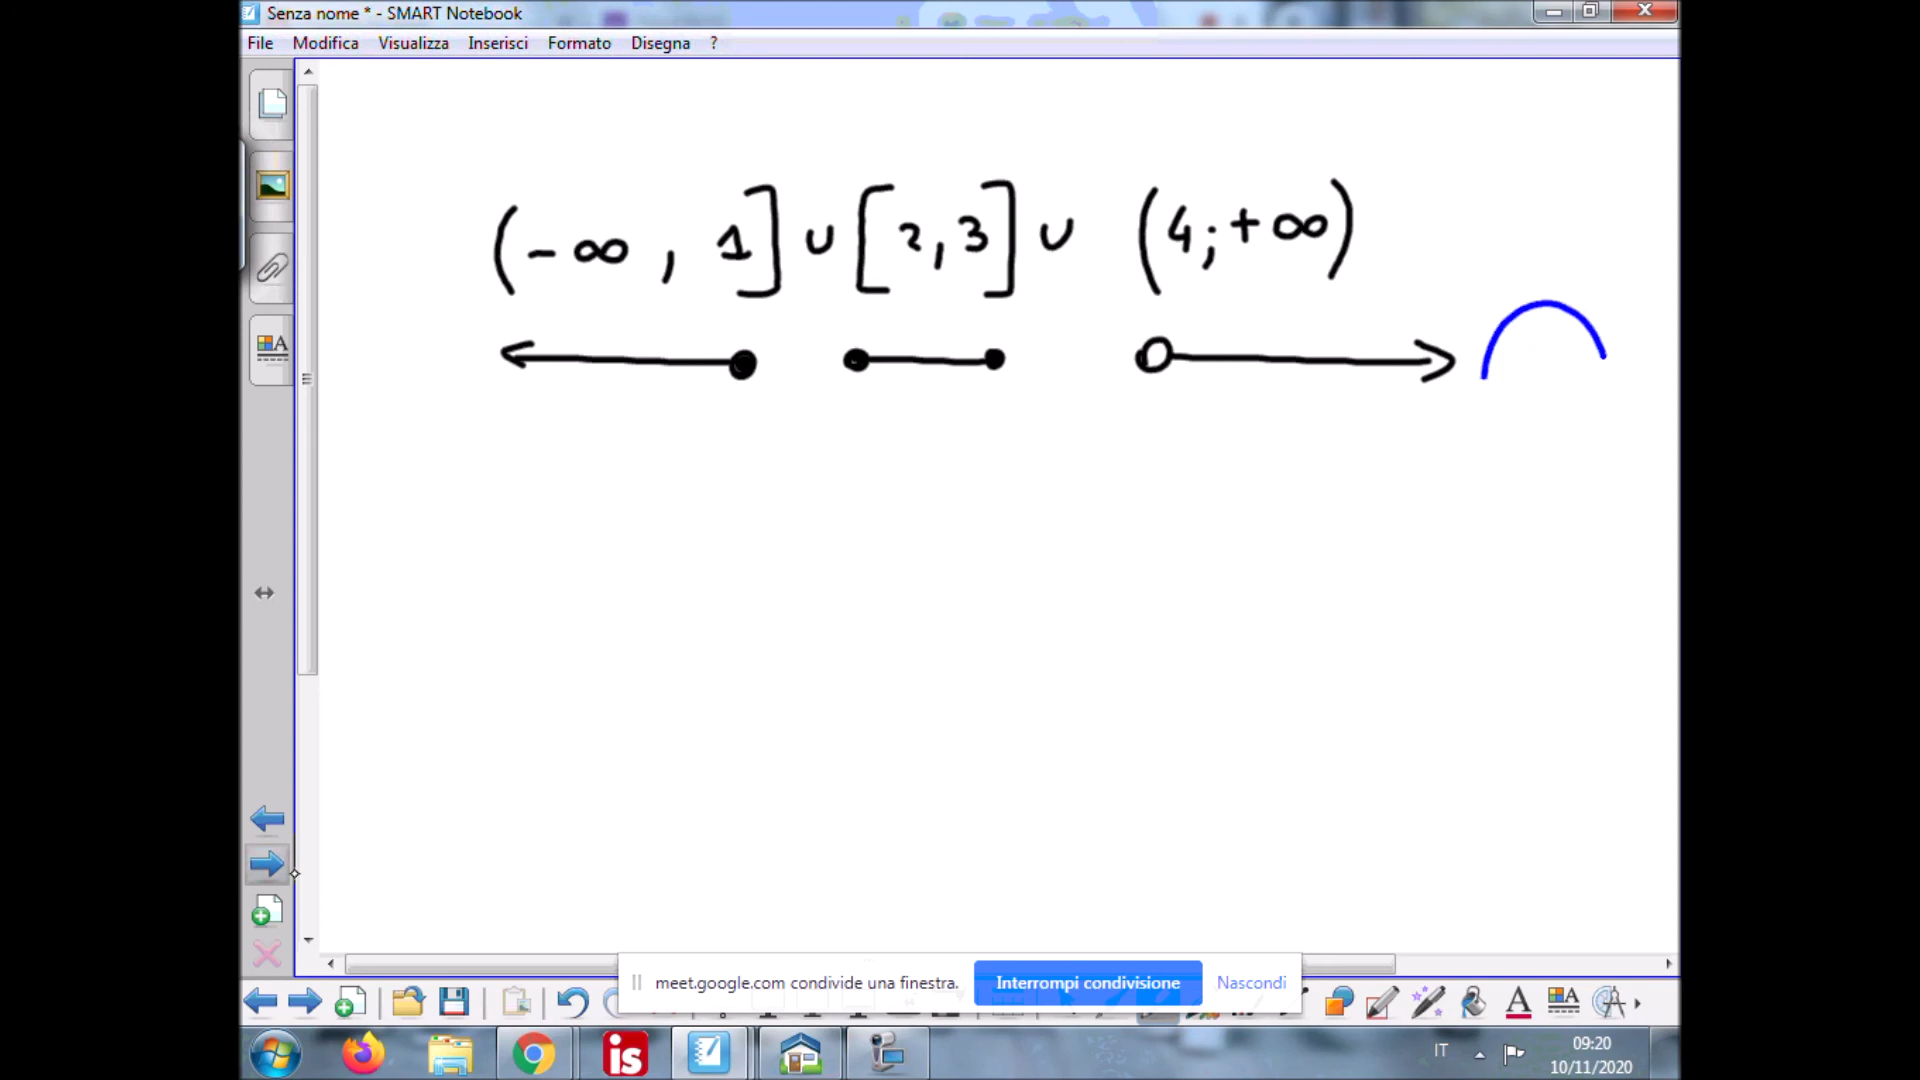 Senza nome * - SMART Notebook
File Modifica Visualizza Inserisci Formato Disegna ?
(-∞ , 1] ∪ [2,3] ∪ (4;+∞)
meet.google.com condivide una finestra. Interrompi condivisione Nascondi
is
IT
09:20
10/11/2020